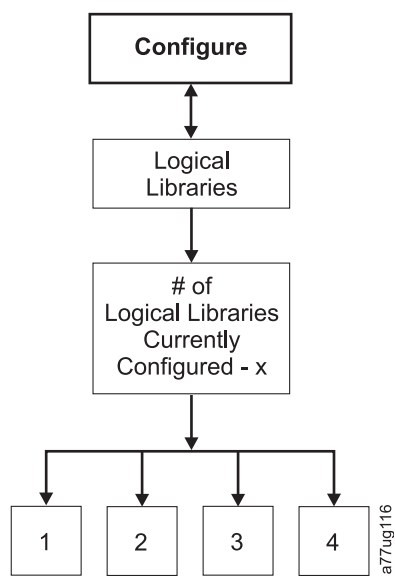 Configure
Logical
Libraries
# of
Logical Libraries
Currently
Configured - x
1 2 3 4
a77ug116